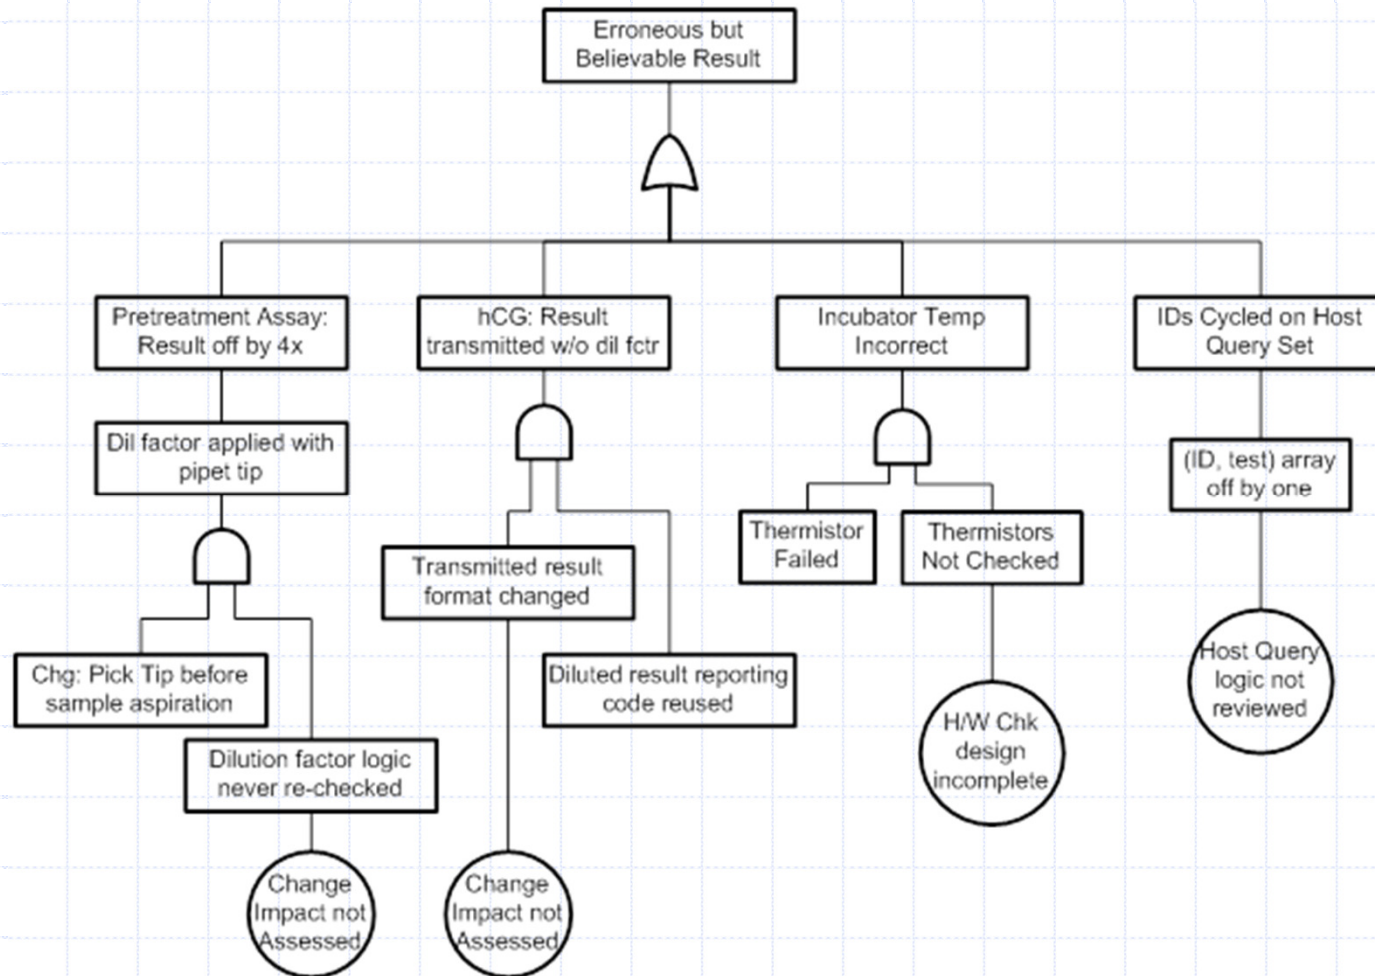 Erroneous but
Believable Result
Pretreatment Assay:
Result off by 4x
hCG: Result
transmitted w/o dil fctr
Incubator Temp
Incorrect
IDs Cycled on Host
Query Set
Dil factor applied with
pipet tip
(ID, test) array
off by one
Thermistor
Failed
Thermistors
Not Checked
Transmitted result
format changed
Chg: Pick Tip before
sample aspiration
Diluted result reporting
code reused
Host Query
logic not
reviewed
H/W Chk
design
incomplete
Dilution factor logic
never re-checked
Change
Impact not
Assessed
Change
Impact not
Assessed